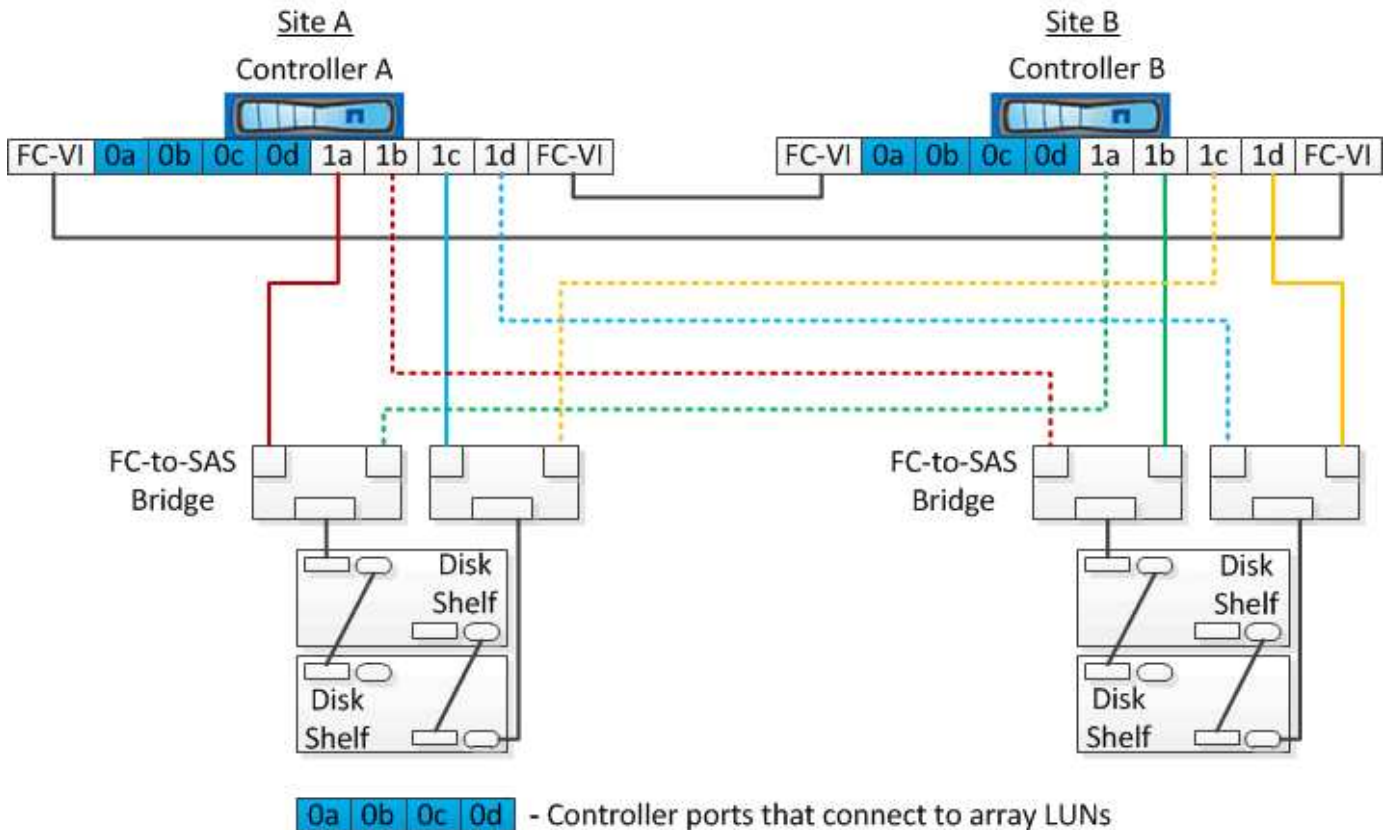 Site A
Site B
Controller A
Controller B
FC-VI 0a 0b 0c 0d 1a 1b 1c 1d FC-VI
FC-VI 0a 0b 0c 0d 1a 1b 1c 1d FC-VI
FC-to-SAS
Bridge
FC-to-SAS
Bridge
Disk
Shelf
Disk
Shelf
Disk
Shelf
Disk
Shelf
0a 0b 0c 0d - Controller ports that connect to array LUNs